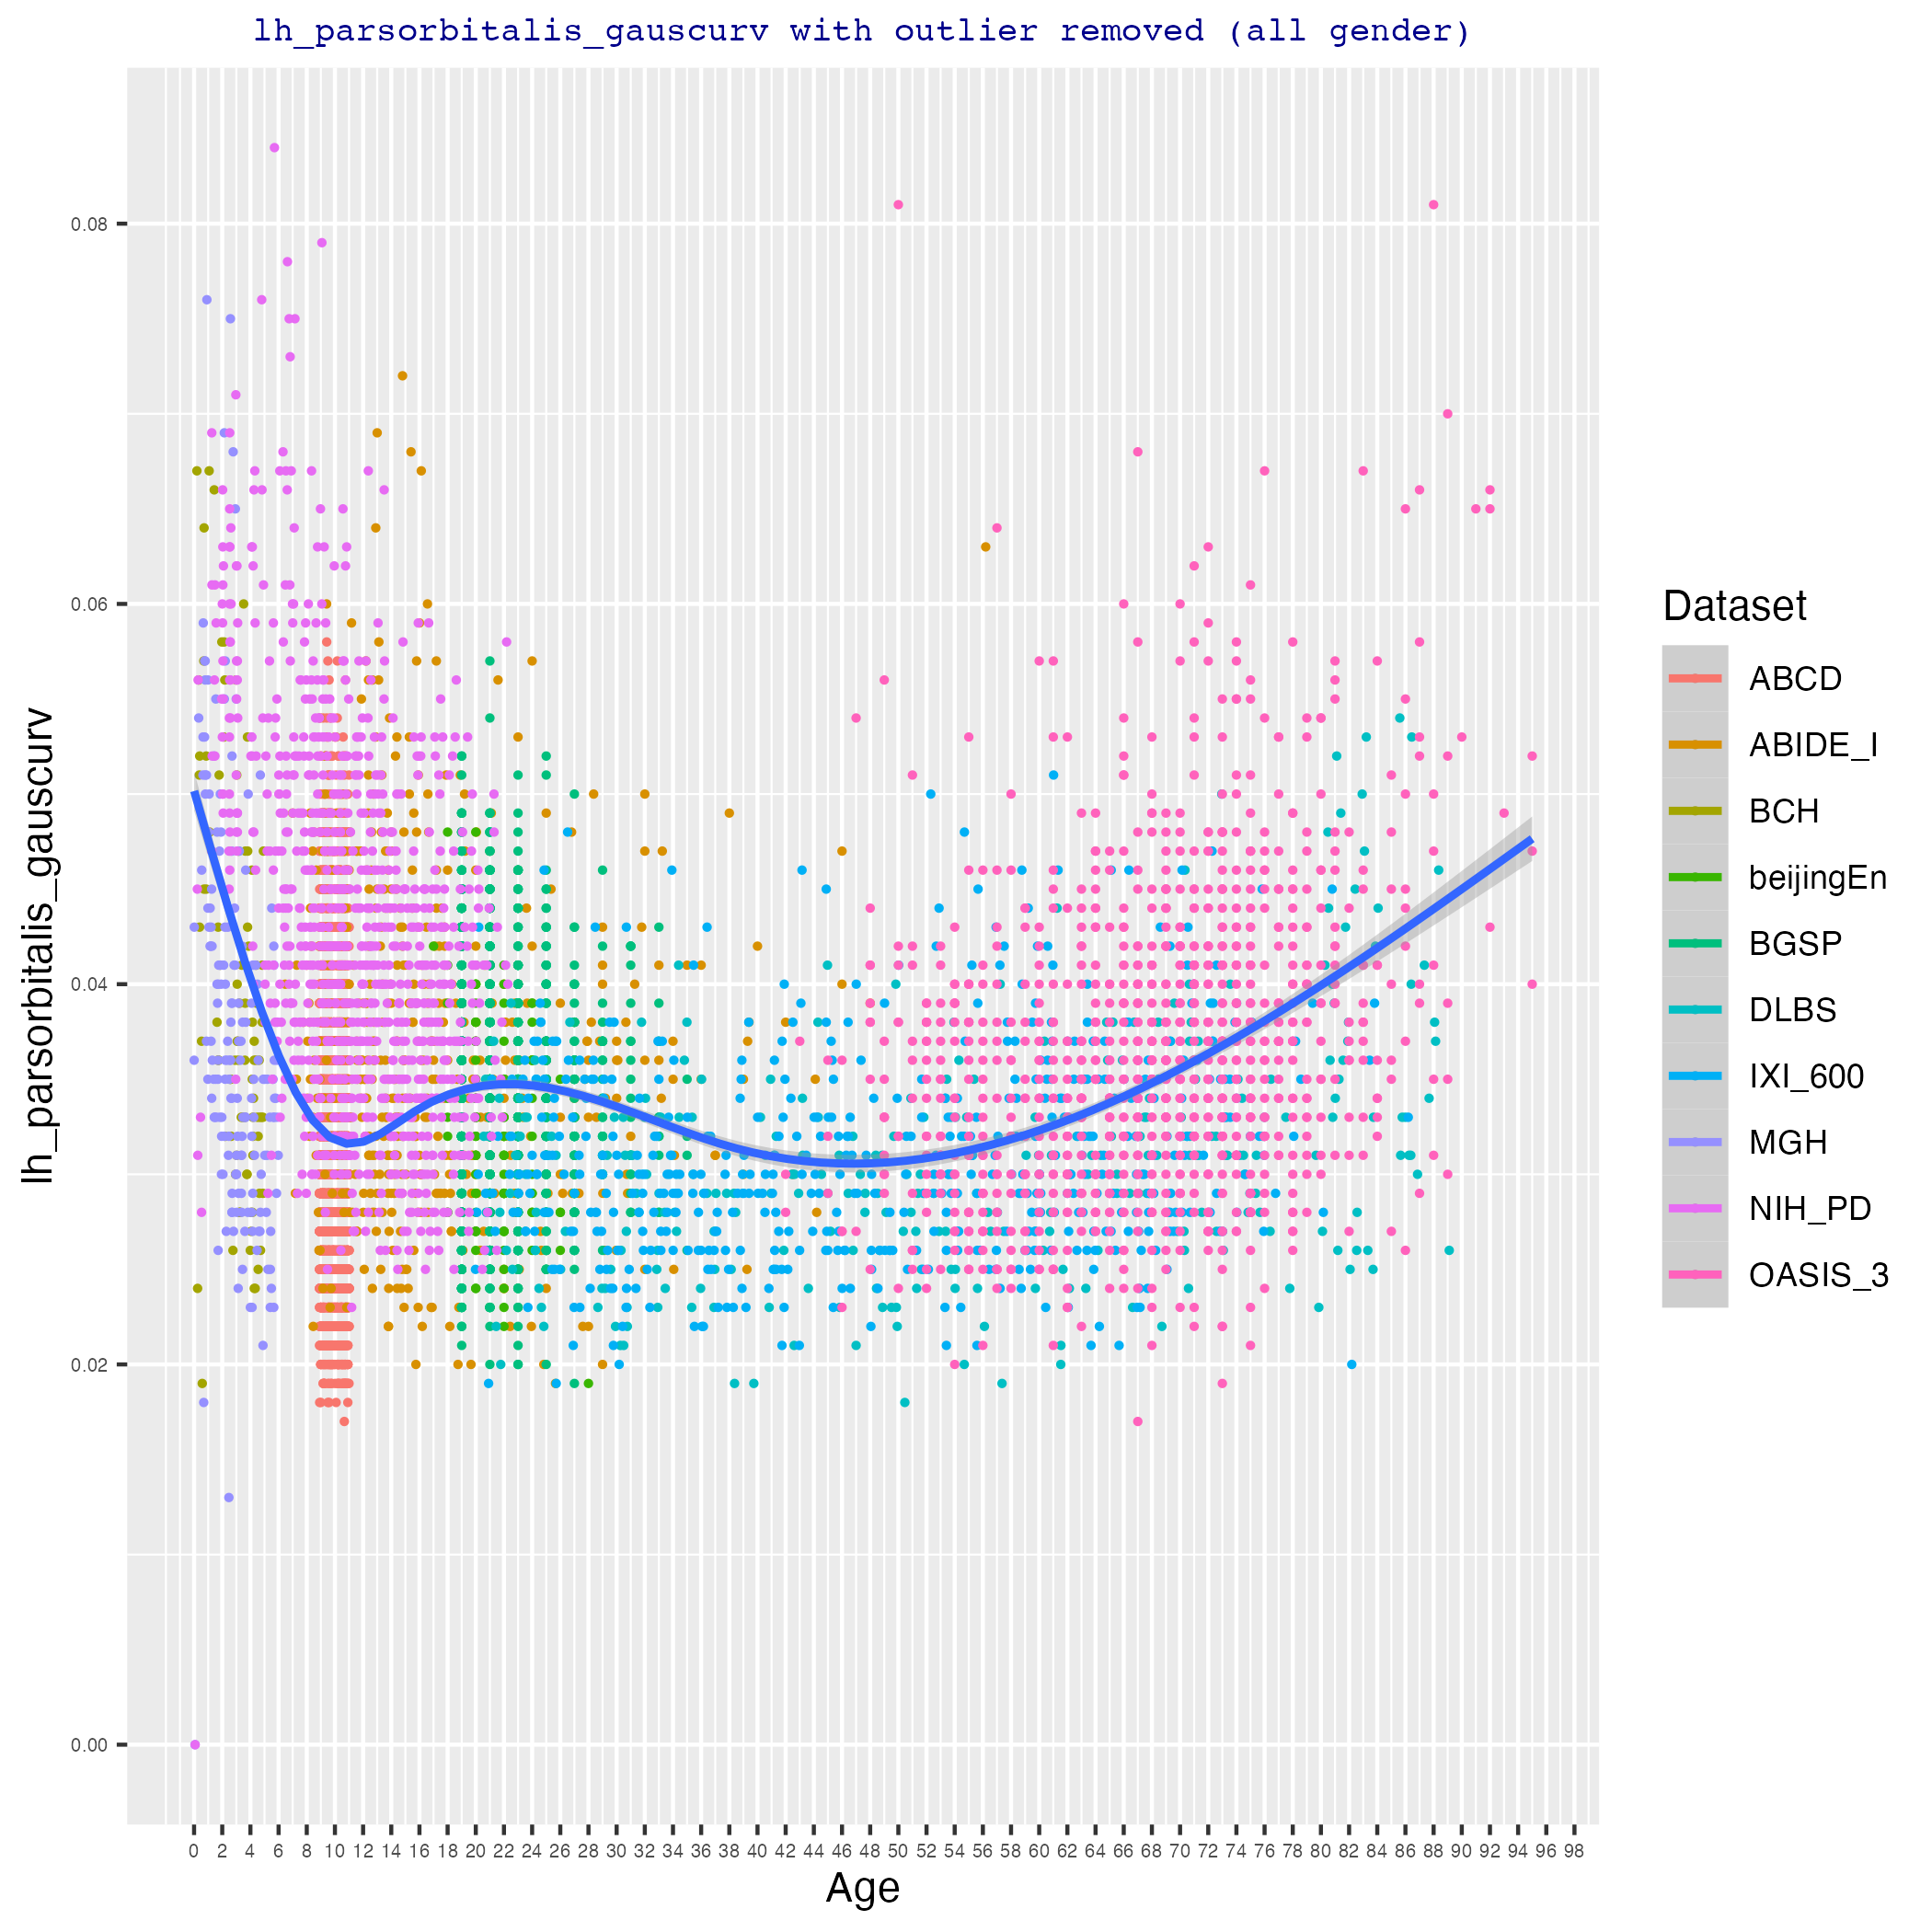 lh_parsorbitalis_gauscurv with outlier removed (all gender)
lh_parsorbitalis_gauscurv
0.08
0.06
0.04
0.02
0.00
0 2 4 6 8 10 12 14 16 18 20 22 24 26 28 30 32 34 36 38 40 42 44 46 48 50 52 54 56 58 60 62 64 66 68 70 72 74 76 78 80 82 84 86 88 90 92 94 96 98
Age
Dataset
ABCD
ABIDE_I
BCH
beijingEn
BGSP
DLBS
IXI_600
MGH
NIH_PD
OASIS_3